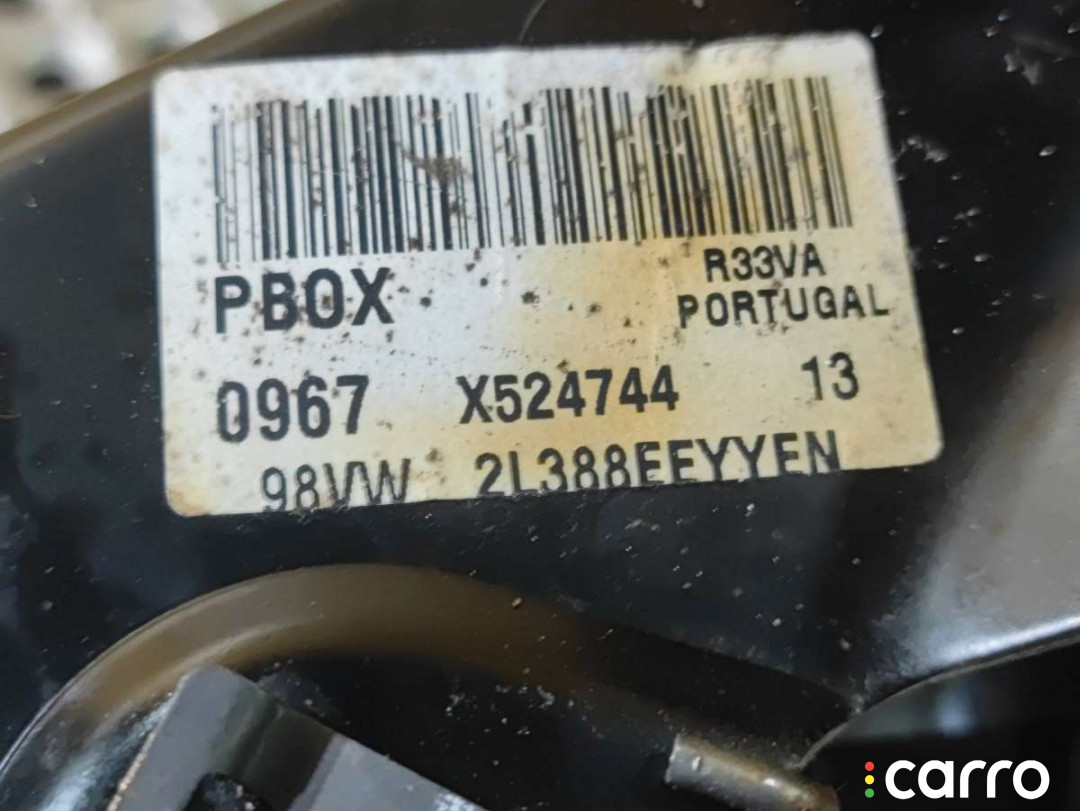 PBOX R33VA
PORTUGAL
0967 X524744 13
98VW 2L388EEYYEN
carro